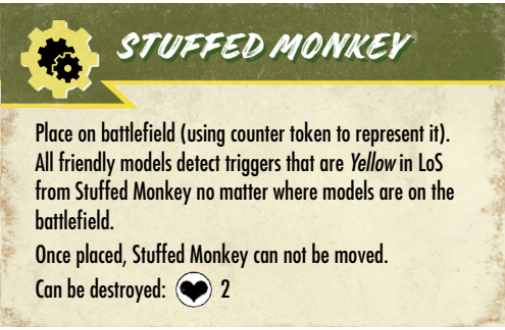 STUFFED MONKEY
Place on battlefield (using counter token to represent it).
All friendly models detect triggers that are Yellow in LoS
from Stuffed Monkey no matter where models are on the
battlefield.
Once placed, Stuffed Monkey can not be moved.
Can be destroyed: 2